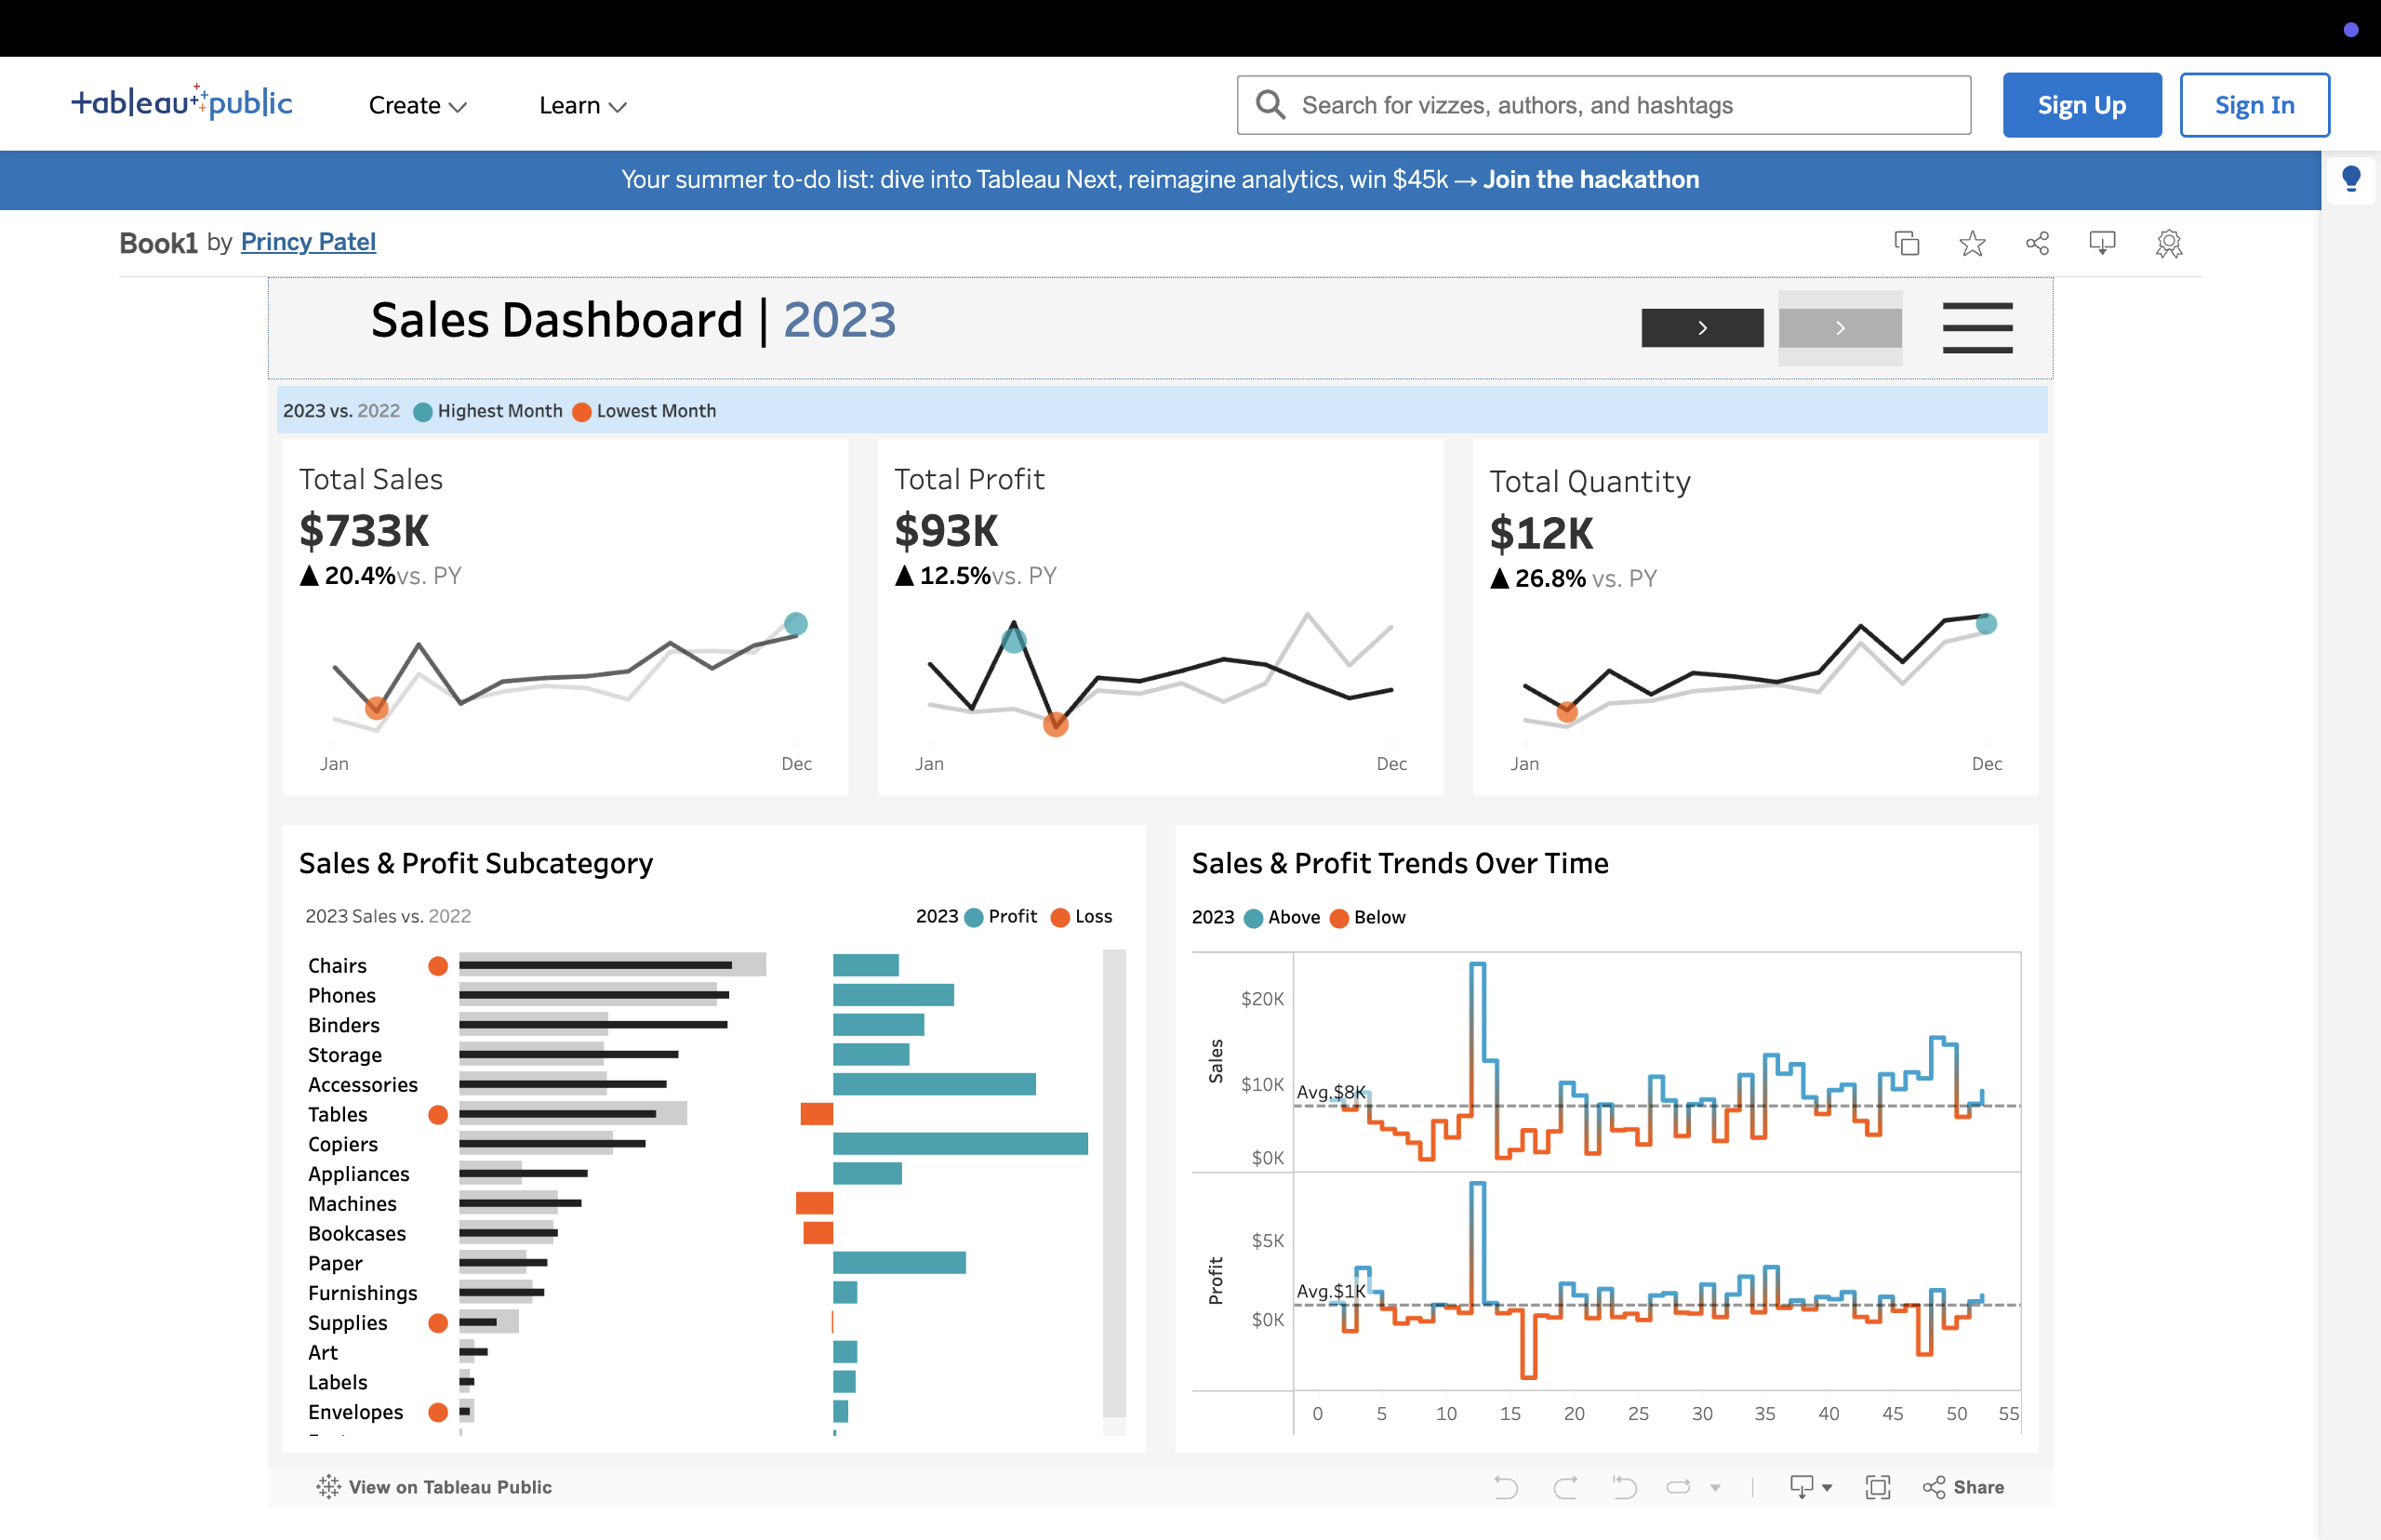 tableau public
Create
Learn
Search for vizzes, authors, and hashtags
Sign Up
Sign In
Your summer to-do list: dive into Tableau Next, reimagine analytics, win $45k → Join the hackathon
Book1 by Princy Patel
Sales Dashboard | 2023
2023 vs. 2022 Highest Month Lowest Month
Total Sales
$733K
▲ 20.4%vs. PY
Jan Dec
Total Profit
$93K
▲ 12.5%vs. PY
Jan Dec
Total Quantity
$12K
▲ 26.8% vs. PY
Jan Dec
Sales & Profit Subcategory
2023 Sales vs. 2022
2023 Profit Loss
Chairs
Phones
Binders
Storage
Accessories
Tables
Copiers
Appliances
Machines
Bookcases
Paper
Furnishings
Supplies
Art
Labels
Envelopes
Sales & Profit Trends Over Time
2023 Above Below
Sales
$20K
$10K
Avg.$8K
$0K
Profit
$5K
Avg.$1K
$0K
0 5 10 15 20 25 30 35 40 45 50 55
View on Tableau Public
Share